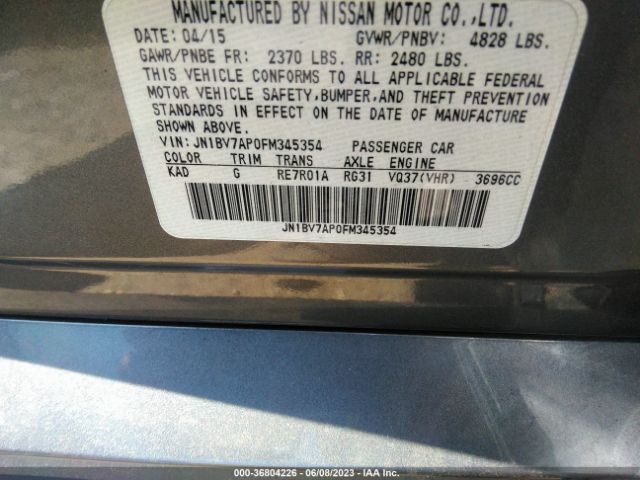 MANUFACTURED BY NISSAN MOTOR CO.,LTD.
DATE: 04/15 GVWR/PNBV: 4828 LBS.
GAWR/PNBE FR: 2370 LBS. RR: 2480 LBS.
THIS VEHICLE CONFORMS TO ALL APPLICABLE FEDERAL
MOTOR VEHICLE SAFETY,BUMPER,AND THEFT PREVENTION
STANDARDS IN EFFECT ON THE DATE OF MANUFACTURE
SHOWN ABOVE.
VIN: JN1BV7AP0FM345354 PASSENGER CAR
COLOR TRIM TRANS AXLE ENGINE
KAD G RE7R01A RG31 VQ37(VHR) 3696CC
JN1BV7AP0FM345354
000-36804226 - 06/08/2023 - IAA Inc.